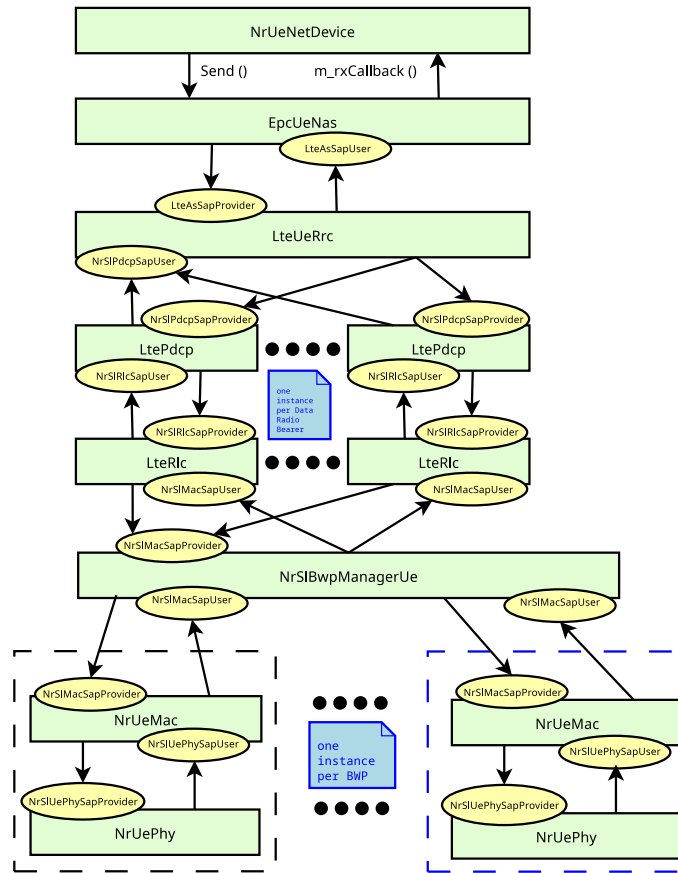 NrUeNetDevice
Send ()
m_rxCallback ()
EpcUeNas
LteAsSapUser
LteAsSapProvider
LteUeRrc
NrSlPdcpSapUser
NrSlPdcpSapProvider
NrSlPdcpSapProvider
LtePdcp
LtePdcp
NrSlRlcSapUser
NrSlRlcSapUser
one
instance
per Data
Radio
Bearer
NrSlRlcSapProvider
NrSlRlcSapProvider
LteRlc
LteRlc
NrSlMacSapUser
NrSlMacSapUser
NrSlMacSapProvider
NrSlBwpManagerUe
NrSlMacSapUser
NrSlMacSapUser
NrSlMacSapProvider
NrSlMacSapProvider
NrUeMac
NrUeMac
NrSlUePhySapUser
NrSlUePhySapUser
one
instance
per BWP
NrSlUePhySapProvider
NrSlUePhySapProvider
NrUePhy
NrUePhy